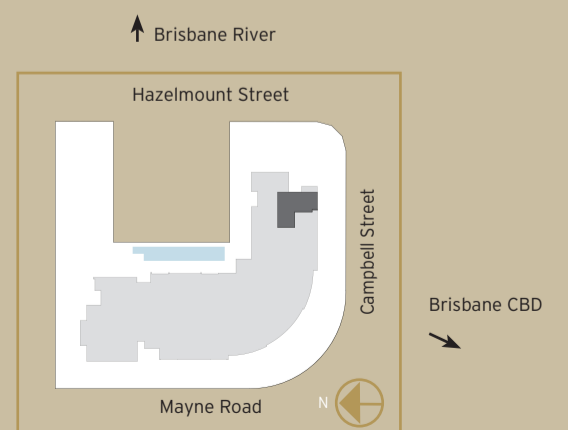 Brisbane River
Hazelmount Street
Campbell Street
Brisbane CBD
Mayne Road
N